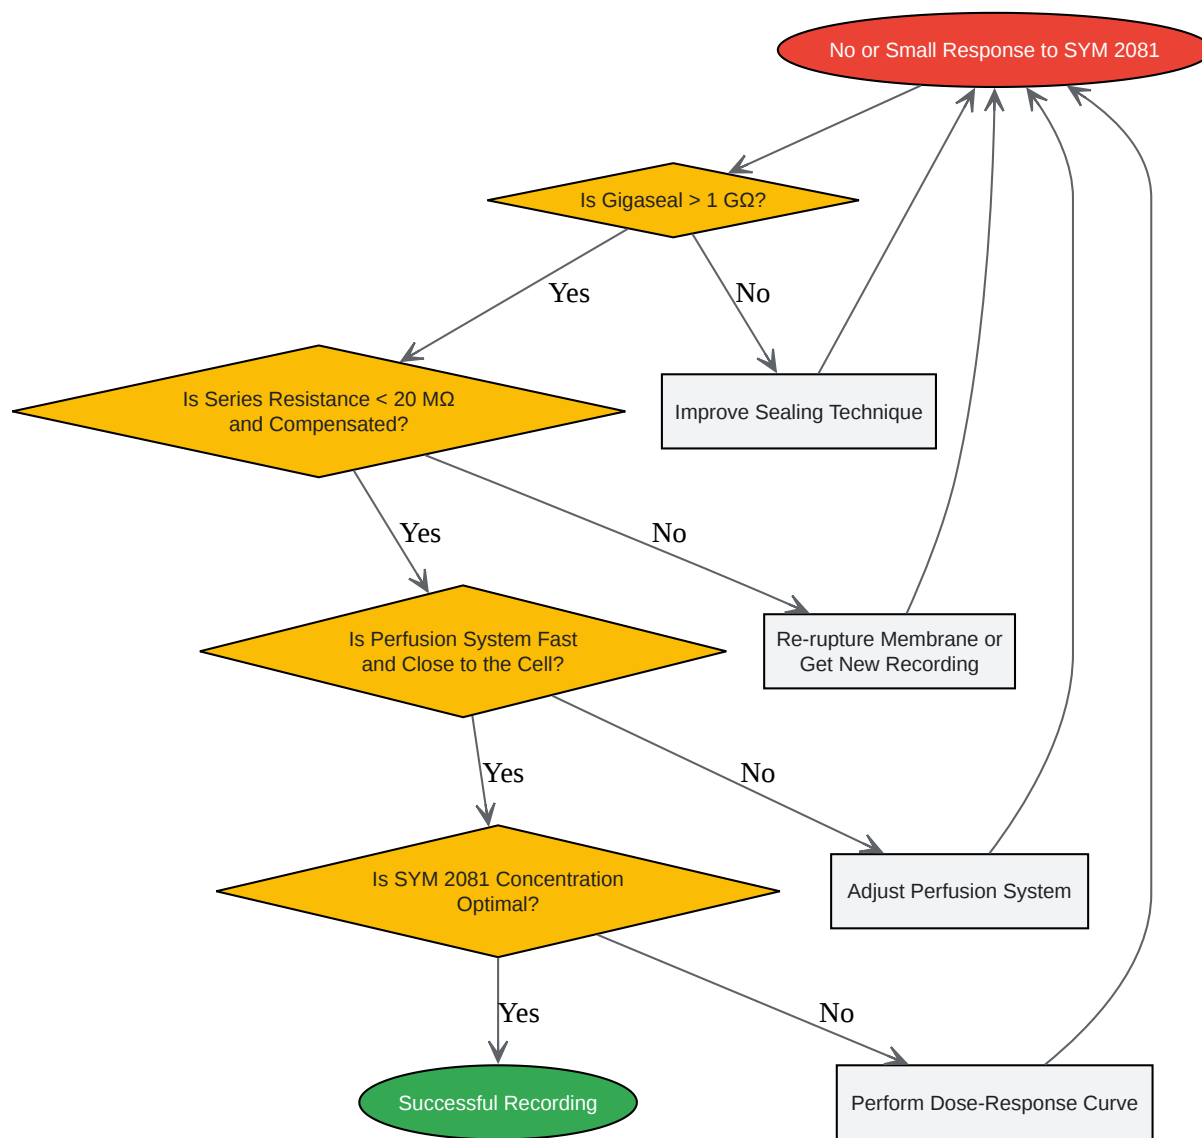 No or Small Response to SYM 2081
Is Gigaseal > 1 GΩ?
Yes
No
Is Series Resistance < 20 MΩ
and Compensated?
Improve Sealing Technique
Yes
No
Is Perfusion System Fast
and Close to the Cell?
Re-rupture Membrane or
Get New Recording
Yes
No
Is SYM 2081 Concentration
Optimal?
Adjust Perfusion System
Yes
No
Successful Recording
Perform Dose-Response Curve